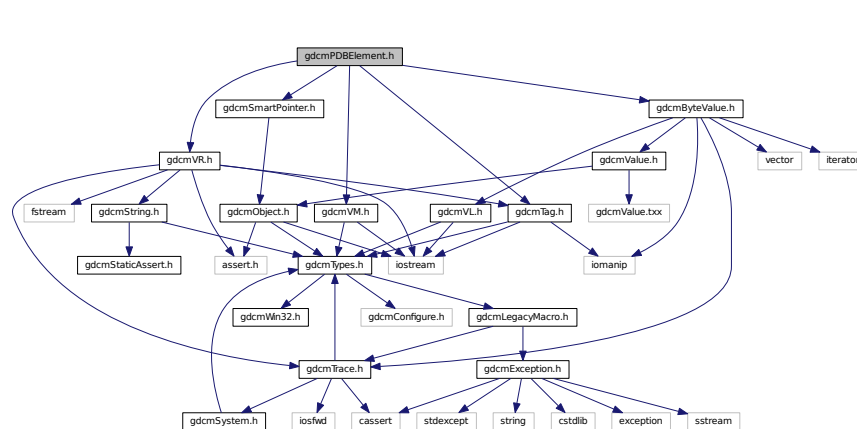 gdcmPDBElement.h
gdcmSmartPointer.h
gdcmByteValue.h
gdcmVR.h
gdcmValue.h
vector
iterator
fstream
gdcmString.h
gdcmObject.h
gdcmVM.h
gdcmVL.h
gdcmTag.h
gdcmValue.txx
gdcmStaticAssert.h
assert.h
gdcmTypes.h
iostream
iomanip
gdcmWin32.h
gdcmConfigure.h
gdcmLegacyMacro.h
gdcmTrace.h
gdcmException.h
gdcmSystem.h
iosfwd
cassert
stdexcept
string
cstdlib
exception
sstream